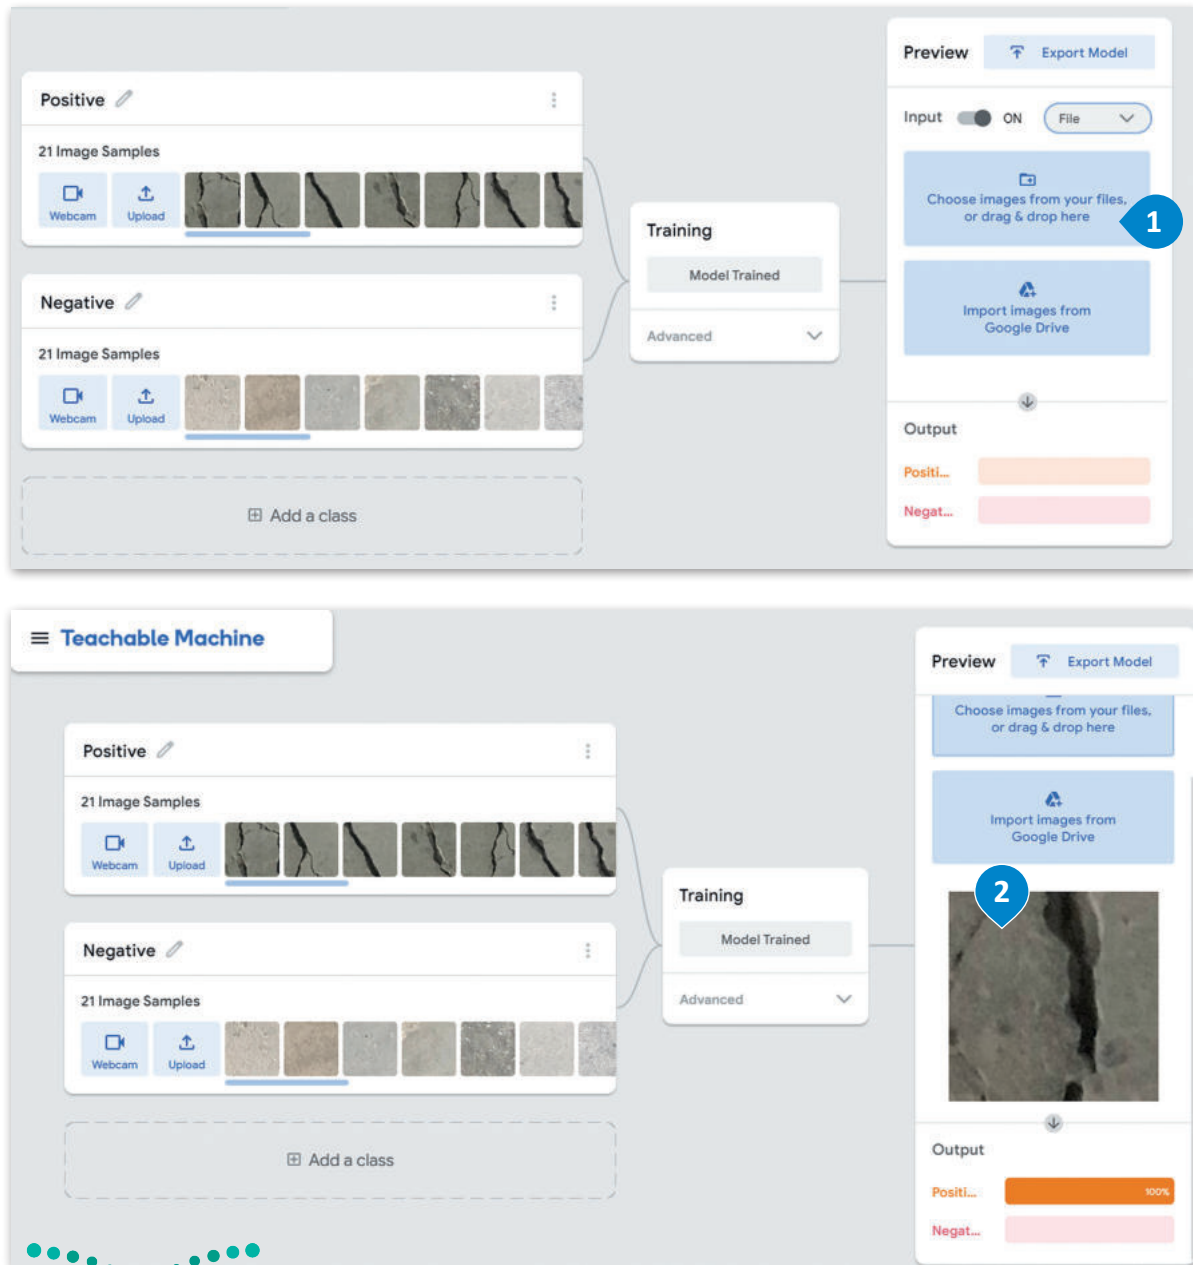 Preview
Export Model
Positive
21 Image Samples
Webcam
Upload
Input
ON
File
Choose images from your files,
or drag & drop here
1
Training
Model Trained
Advanced
Negative
21 Image Samples
Webcam
Upload
Import images from
Google Drive
Output
Positi...
Negat...
Add a class
Teachable Machine
Preview
Export Model
Choose images from your files,
or drag & drop here
Positive
21 Image Samples
Webcam
Upload
Import images from
Google Drive
2
Training
Model Trained
Advanced
Negative
21 Image Samples
Webcam
Upload
Add a class
Output
Positi...
100%
Negat...